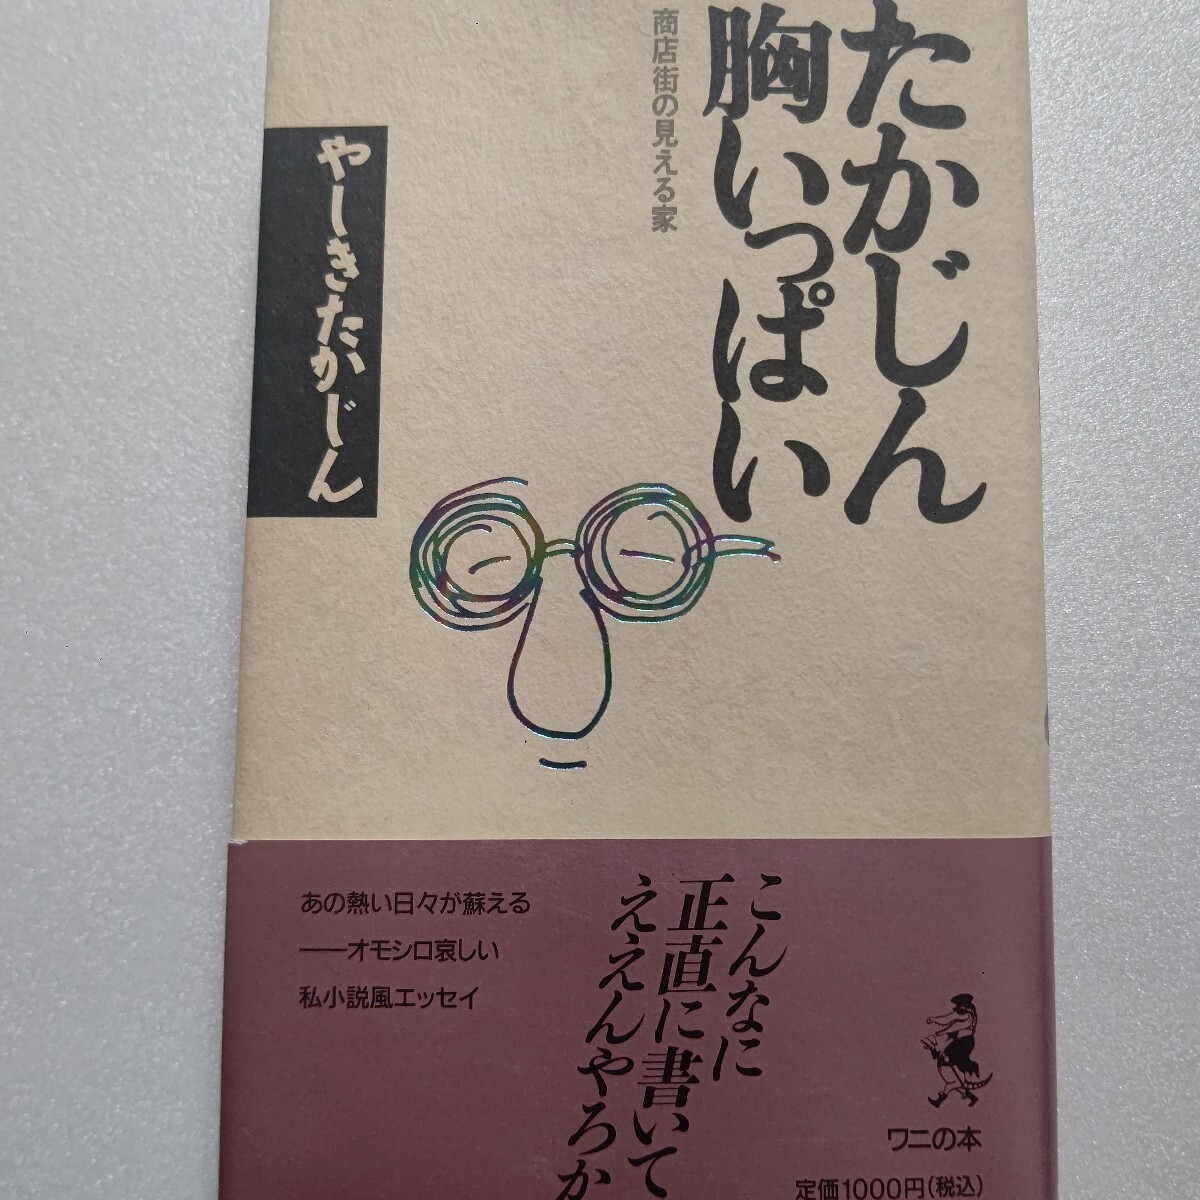 たかじん
胸いっぱい
商店街の見える家
やしきたかじん
こんなに
正直に書いて
ええんやろか
あの熱い日々が蘇える
──オモシロ哀しい
私小説風エッセイ
ワニの本
定価1000円(税込)